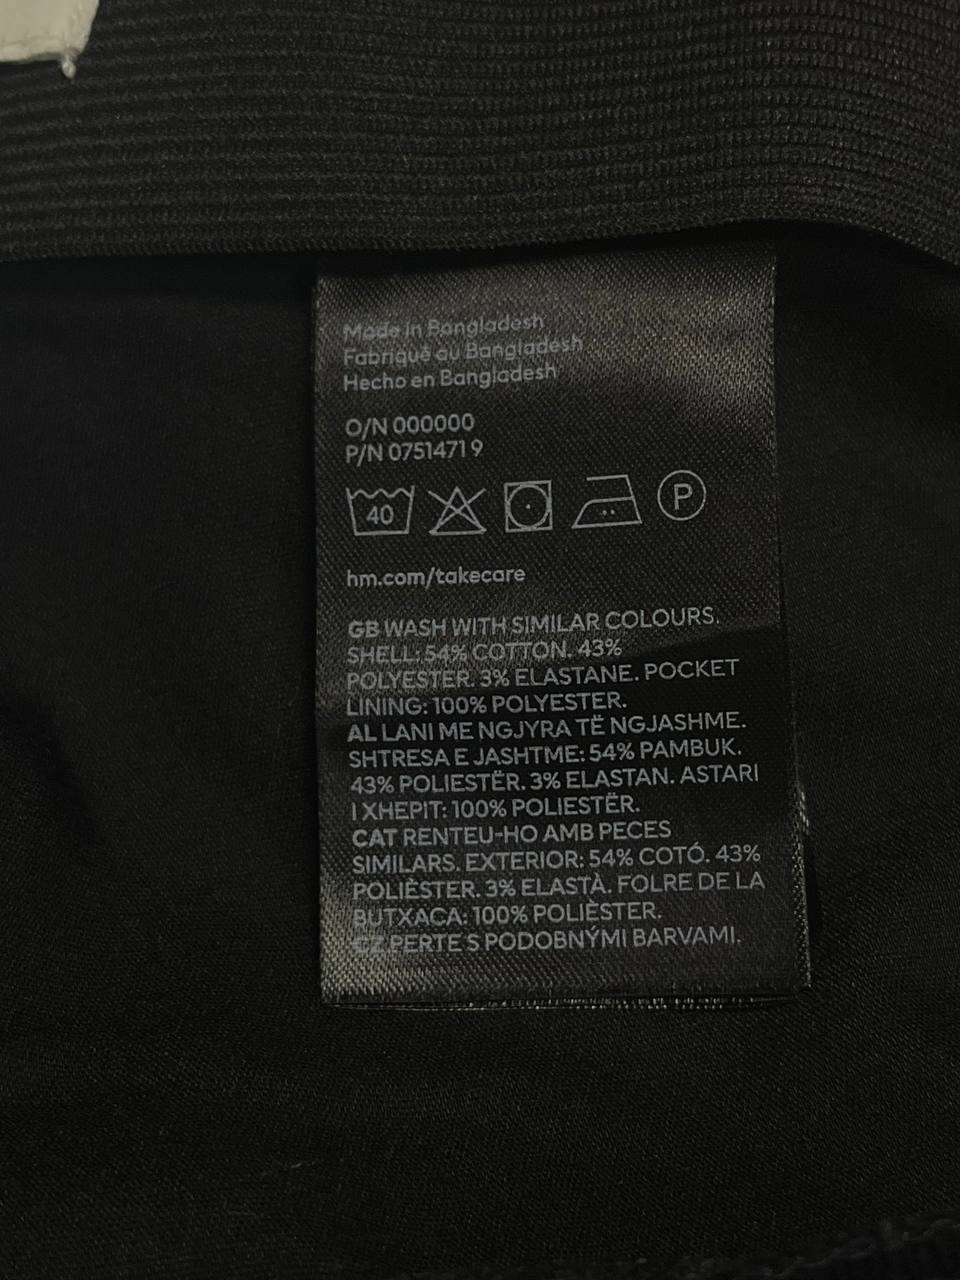 Made in Bangladesh
Fabriqué au Bangladesh
Hecho en Bangladesh
O/N 000000
P/N 0751471 9
40
P
hm.com/takecare
GB WASH WITH SIMILAR COLOURS.
SHELL: 54% COTTON. 43%
POLYESTER. 3% ELASTANE. POCKET
LINING: 100% POLYESTER.
AL LANI ME NGJYRA TË NGJASHME.
SHTRESA E JASHTME: 54% PAMBUK.
43% POLIESTËR. 3% ELASTAN. ASTARI
I XHEPIT: 100% POLIESTËR.
CAT RENTEU-HO AMB PECES
SIMILARS. EXTERIOR: 54% COTÓ. 43%
POLIÈSTER. 3% ELASTÀ. FOLRE DE LA
BUTXACA: 100% POLIÈSTER.
CZ PERTE S PODOBNÝMI BARVAMI.